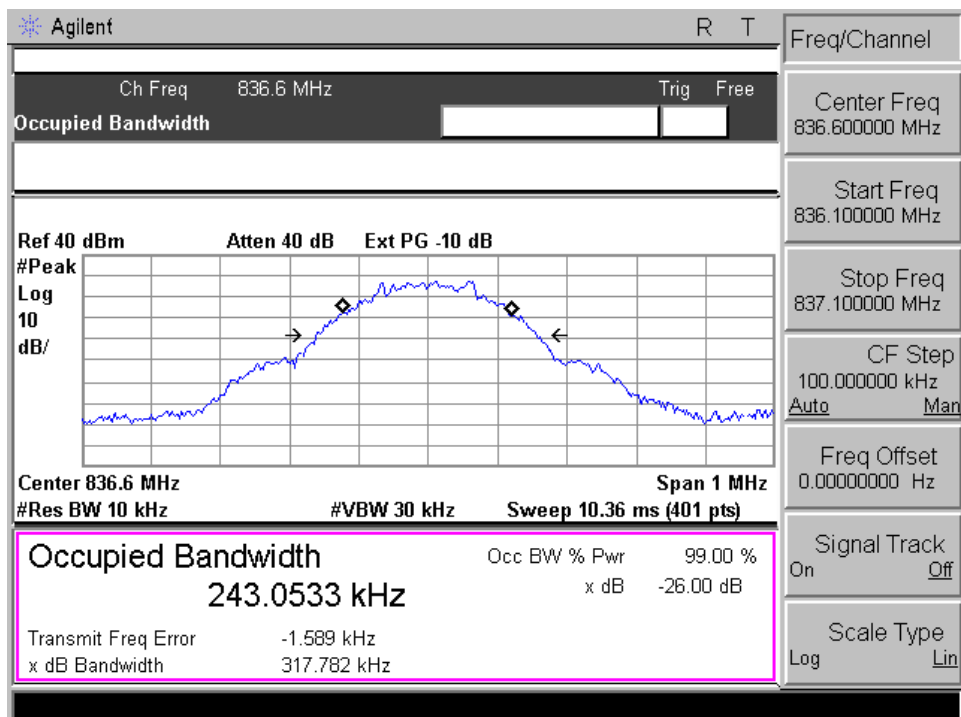 Agilent R T
Ch Freq 836.6 MHz Trig Free
Occupied Bandwidth
Ref 40 dBm Atten 40 dB Ext PG -10 dB
#Peak
Log
10
dB/
Center 836.6 MHz Span 1 MHz
#Res BW 10 kHz #VBW 30 kHz Sweep 10.36 ms (401 pts)
Occupied Bandwidth Occ BW % Pwr 99.00 %
243.0533 kHz x dB -26.00 dB
Transmit Freq Error -1.589 kHz
x dB Bandwidth 317.782 kHz
Freq/Channel
Center Freq
836.600000 MHz
Start Freq
836.100000 MHz
Stop Freq
837.100000 MHz
CF Step
100.000000 kHz
Auto Man
Freq Offset
0.00000000 Hz
Signal Track
On Off
Scale Type
Log Lin